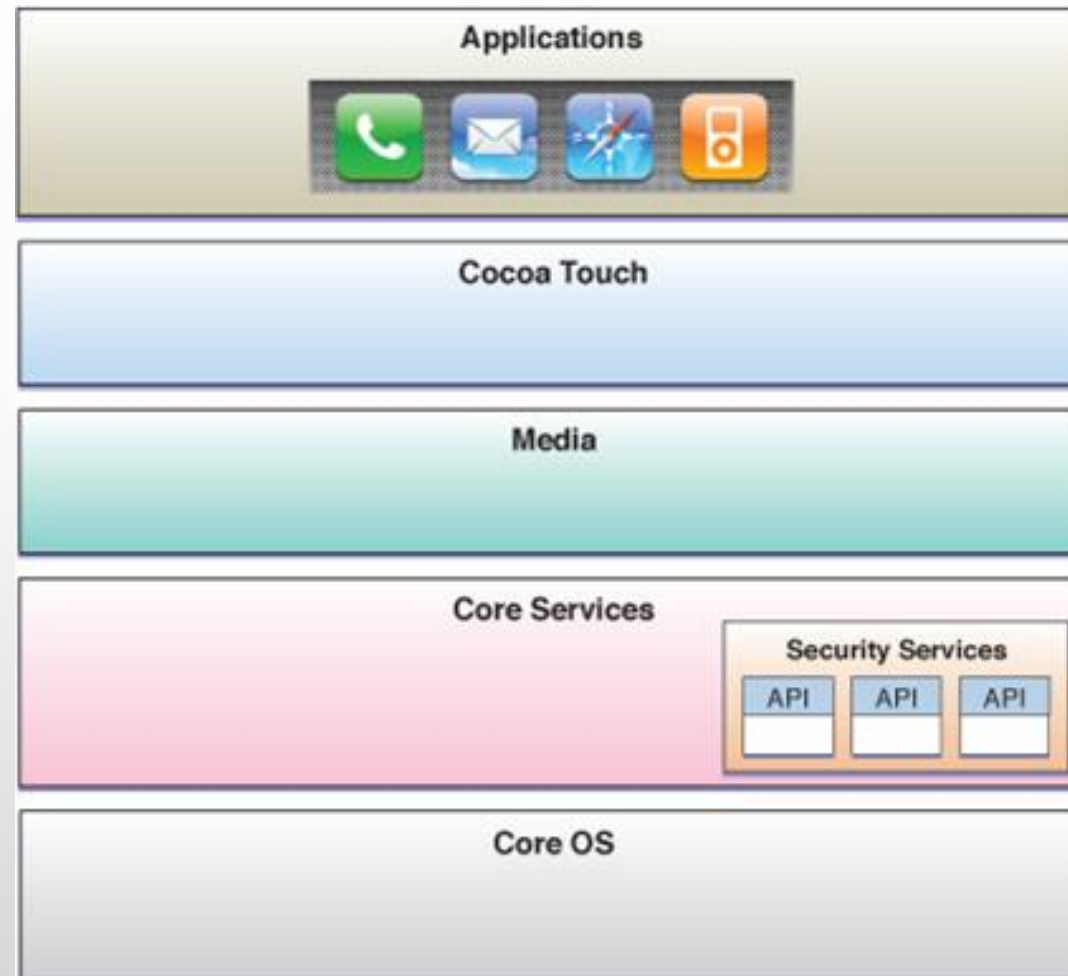 Applications
Cocoa Touch
Media
Core Services
Security Services
API API API
Core OS